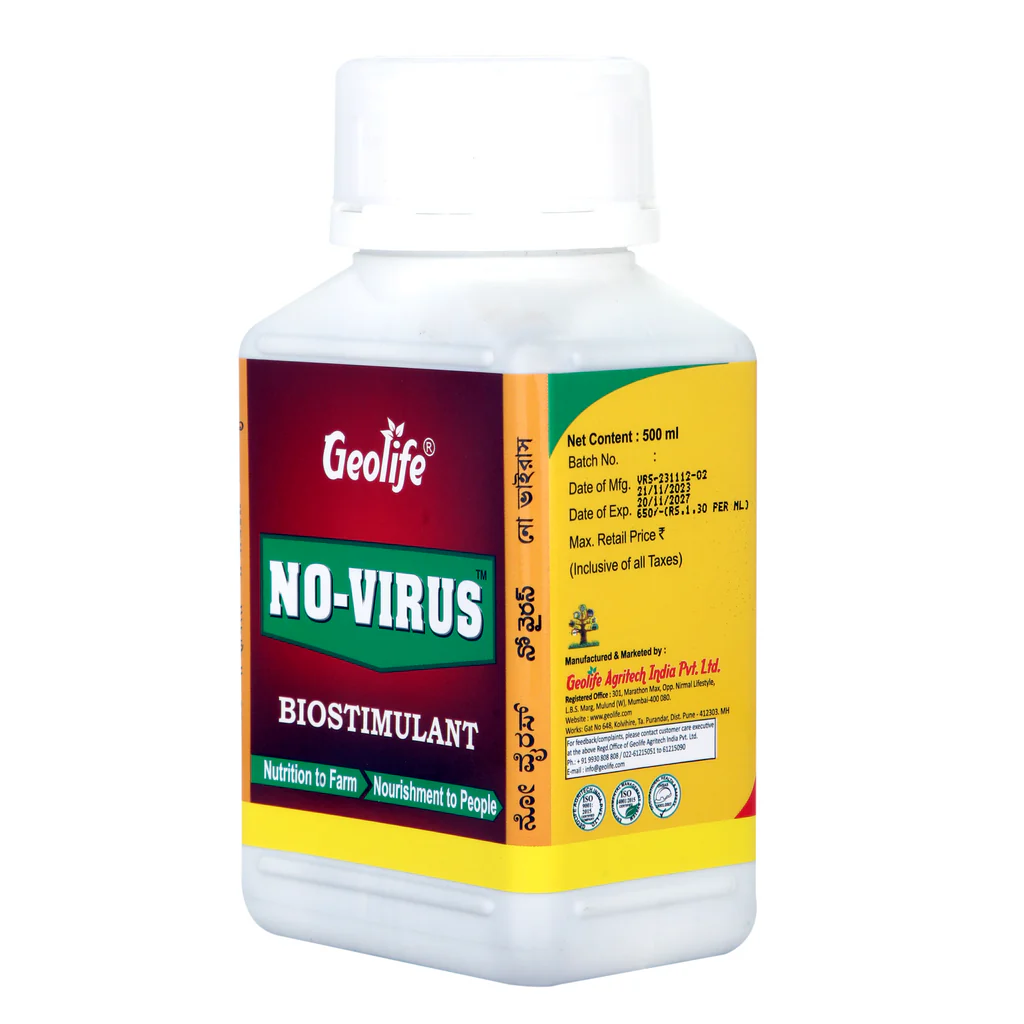 Geolife®
NO-VIRUS™
BIOSTIMULANT
Nutrition to Farm
Nourishment to People
ನೋ ವೈರಸ್ నో వైరస్ নো ভাইরাস
Net Content : 500 ml
Batch No. :
Date of Mfg.
Date of Exp.
Max. Retail Price ₹
(Inclusive of all Taxes)
VRS-231112-02
21/11/2023
20/11/2027
650/-(RS.1.30 PER ML)
Manufactured & Marketed by :
Geolife Agritech India Pvt. Ltd.
Registered Office : 301, Marathon Max, Opp. Nirmal Lifestyle,
L.B.S. Marg, Mulund (W), Mumbai-400 080.
Website : www.geolife.com
Works: Gat No 648, Kolvihire, Ta. Purandar, Dist. Pune - 412303. MH
For feedback/complaints, please contact customer care executive
at the above Regd.Office of Geolife Agritech India Pvt. Ltd.
Ph.: + 91 9930 808 808 / 022-61215051 to 61215090
E-mail : info@geolife.com
ISO
9001:
2015
ISO